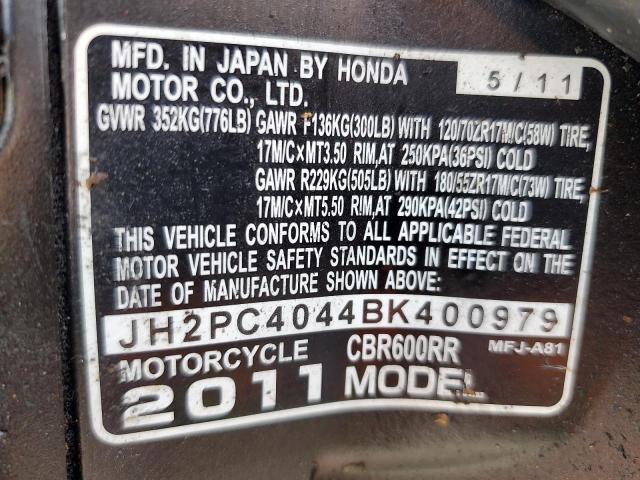 MFD. IN JAPAN BY HONDA 5/11
MOTOR CO., LTD.
GVWR 352KG(776LB) GAWR F136KG(300LB) WITH 120/70ZR17M/C(58W) TIRE,
17M/C×MT3.50 RIM,AT 250KPA(36PSI) COLD
GAWR R229KG(505LB) WITH 180/55ZR17M/C(73W) TIRE,
17M/C×MT5.50 RIM,AT 290KPA(42PSI) COLD
THIS VEHICLE CONFORMS TO ALL APPLICABLE FEDERAL
MOTOR VEHICLE SAFETY STANDARDS IN EFFECT ON THE
DATE OF MANUFACTURE SHOWN ABOVE:
JH2PC4044BK400979
MOTORCYCLE CBR600RR MFJ-A81
2011 MODEL